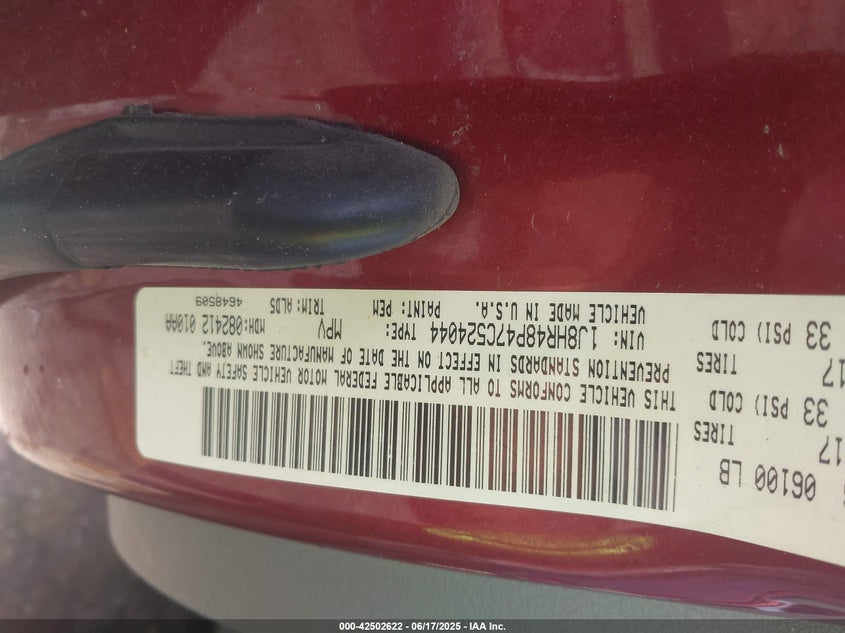 06100 LB
17 TIRES
33 PSI) COLD
17 TIRES
33 PSI) COLD
THIS VEHICLE CONFORMS TO ALL APPLICABLE FEDERAL MOTOR VEHICLE SAFETY AND THEFT
PREVENTION STANDARDS IN EFFECT ON THE DATE OF MANUFACTURE SHOWN ABOVE.
VIN: 1J8HR48P47C524044 TYPE: MPV MDH:082412 010AA
VEHICLE MADE IN U.S.A. PAINT: PEM TRIM: ALDS 4648509
000-42502622 - 06/17/2025 - IAA Inc.